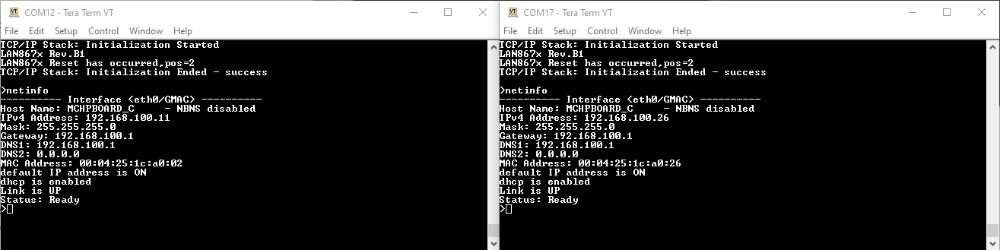 COM12 - Tera Term VT
File Edit Setup Control Window Help
TCP/IP Stack: Initialization Started
LAN867x Rev.B1
LAN867x Reset has occurred,pos=2
TCP/IP Stack: Initialization Ended - success
>netinfo
---------- Interface <eth0/GMAC> ----------
Host Name: MCHPBOARD_C     - NBNS disabled
IPv4 Address: 192.168.100.11
Mask: 255.255.255.0
Gateway: 192.168.100.1
DNS1: 192.168.100.1
DNS2: 0.0.0.0
MAC Address: 00:04:25:1c:a0:02
default IP address is ON
dhcp is enabled
Link is UP
Status: Ready
>
COM17 - Tera Term VT
File Edit Setup Control Window Help
TCP/IP Stack: Initialization Started
LAN867x Rev.B1
LAN867x Reset has occurred,pos=2
TCP/IP Stack: Initialization Ended - success
>netinfo
---------- Interface <eth0/GMAC> ----------
Host Name: MCHPBOARD_C     - NBNS disabled
IPv4 Address: 192.168.100.26
Mask: 255.255.255.0
Gateway: 192.168.100.1
DNS1: 192.168.100.1
DNS2: 0.0.0.0
MAC Address: 00:04:25:1c:a0:26
default IP address is ON
dhcp is enabled
Link is UP
Status: Ready
>